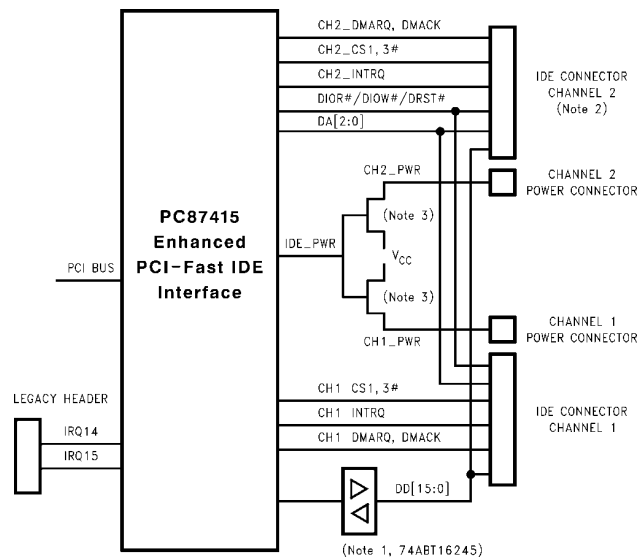 CH2_DMARQ, DMACK
CH2_CS1, 3#
CH2_INTRQ
DIOR#/DIOW#/DRST#
DA[2:0]
IDE CONNECTOR
CHANNEL 2
(Note 2)
CH2_PWR
CHANNEL 2
POWER CONNECTOR
PC87415
Enhanced
PCI-Fast IDE
Interface
(Note 3)
IDE_PWR
VCC
PCI BUS
(Note 3)
CH1_PWR
CHANNEL 1
POWER CONNECTOR
LEGACY HEADER
IRQ14
IRQ15
CH1 CS1, 3#
CH1 INTRQ
CH1 DMARQ, DMACK
IDE CONNECTOR
CHANNEL 1
DD[15:0]
(Note 1, 74ABT16245)